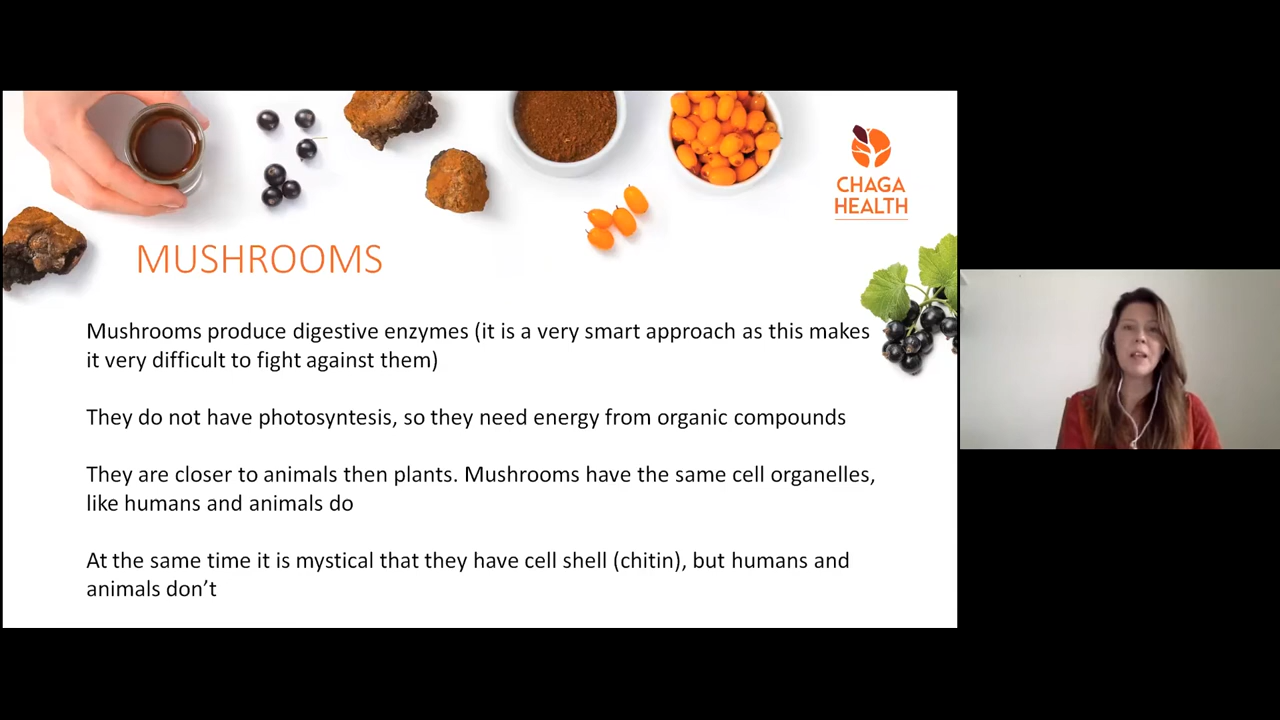 CHAGA
HEALTH
MUSHROOMS
Mushrooms produce digestive enzymes (it is a very smart approach as this makes
it very difficult to fight against them)
They do not have photosyntesis, so they need energy from organic compounds
They are closer to animals then plants. Mushrooms have the same cell organelles,
like humans and animals do
At the same time it is mystical that they have cell shell (chitin), but humans and
animals don’t